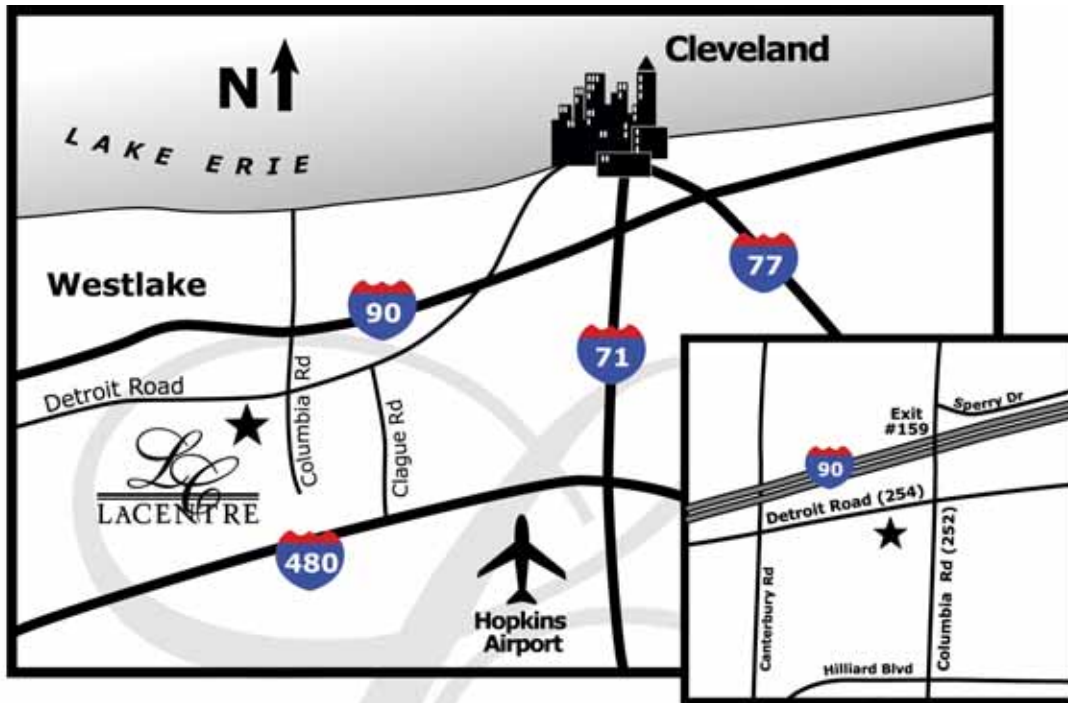 Cleveland
N
LAKE ERIE
Westlake
90
77
71
Detroit Road
Columbia Rd
Clague Rd
LC
LACENTRE
480
Hopkins
Airport
Sperry Dr
Exit
#159
90
Detroit Road (254)
Canterbury Rd
Columbia Rd (252)
Hilliard Blvd